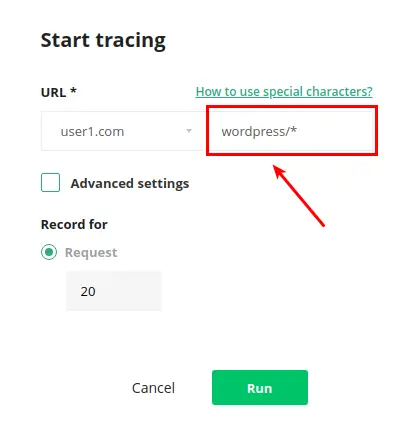 Start tracing
URL * How to use special characters?
user1.com wordpress/*
Advanced settings
Record for
Request
20
Cancel Run